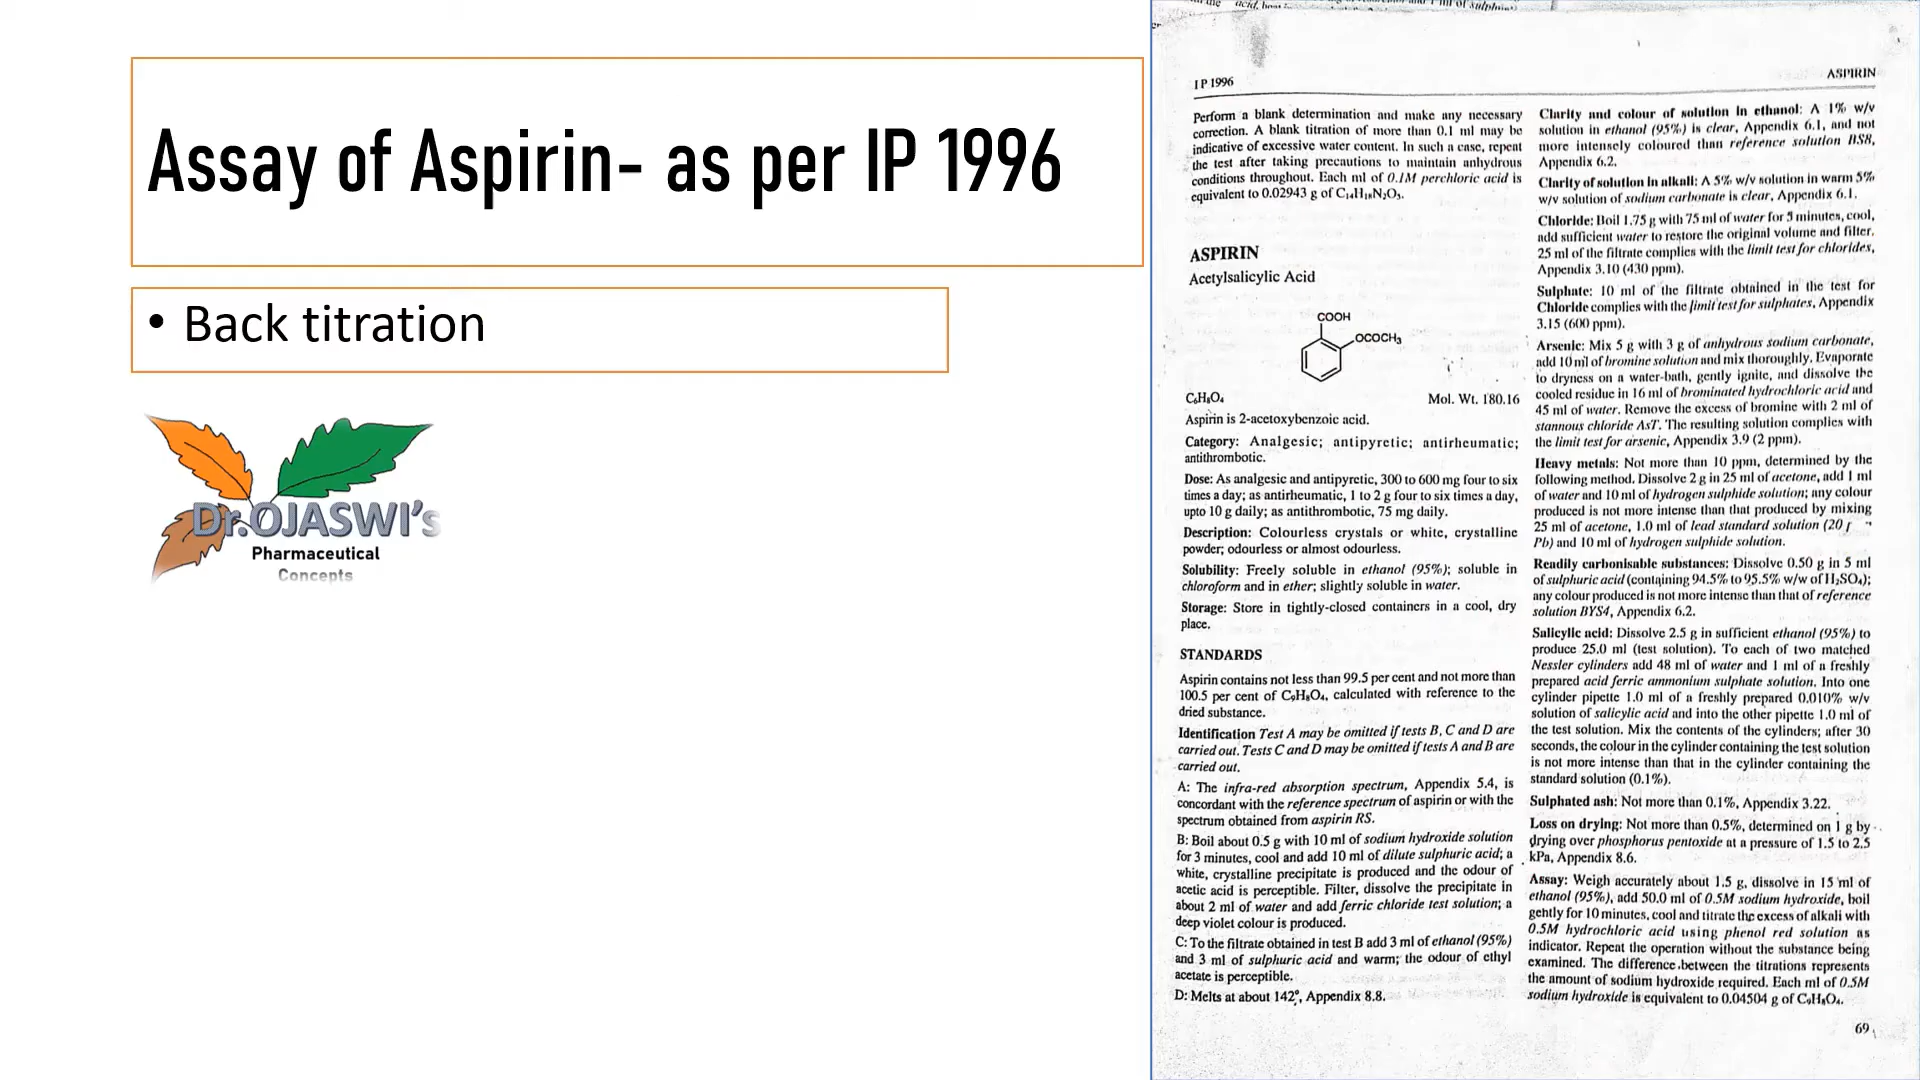 Assay of Aspirin- as per IP 1996
• Back titration
Dr.OJASWI's
Pharmaceutical
Concepts
IP 1996
ASPIRIN
Perform a blank determination and make any necessary
correction. A blank titration of more than 0.1 ml may be
indicative of excessive water content. In such a case, repeat
the test after taking precautions to maintain anhydrous
conditions throughout. Each ml of 0.1M perchloric acid is
equivalent to 0.02943 g of C₁₄H₁₈N₂O₅.
ASPIRIN
Acetylsalicylic Acid
COOH
OCOCH₃
C₉H₈O₄ Mol. Wt. 180.16
Aspirin is 2-acetoxybenzoic acid.
Category: Analgesic; antipyretic; antirheumatic;
antithrombotic.
Dose: As analgesic and antipyretic, 300 to 600 mg four to six
times a day; as antirheumatic, 1 to 2 g four to six times a day,
upto 10 g daily; as antithrombotic, 75 mg daily.
Description: Colourless crystals or white, crystalline
powder; odourless or almost odourless.
Solubility: Freely soluble in ethanol (95%); soluble in
chloroform and in ether; slightly soluble in water.
Storage: Store in tightly-closed containers in a cool, dry
place.
STANDARDS
Aspirin contains not less than 99.5 per cent and not more than
100.5 per cent of C₉H₈O₄, calculated with reference to the
dried substance.
Identification Test A may be omitted if tests B, C and D are
carried out. Tests C and D may be omitted if tests A and B are
carried out.
A: The infra-red absorption spectrum, Appendix 5.4, is
concordant with the reference spectrum of aspirin or with the
spectrum obtained from aspirin RS.
B: Boil about 0.5 g with 10 ml of sodium hydroxide solution
for 3 minutes, cool and add 10 ml of dilute sulphuric acid; a
white, crystalline precipitate is produced and the odour of
acetic acid is perceptible. Filter, dissolve the precipitate in
about 2 ml of water and add ferric chloride test solution; a
deep violet colour is produced.
C: To the filtrate obtained in test B add 3 ml of ethanol (95%)
and 3 ml of sulphuric acid and warm; the odour of ethyl
acetate is perceptible.
D: Melts at about 142°, Appendix 8.8.
Clarity and colour of solution in ethanol: A 1% w/v
solution in ethanol (95%) is clear, Appendix 6.1, and not
more intensely coloured than reference solution BS8,
Appendix 6.2.
Clarity of solution in alkali: A 5% w/v solution in warm 5%
w/v solution of sodium carbonate is clear, Appendix 6.1.
Chloride: Boil 1.75 g with 75 ml of water for 5 minutes, cool,
add sufficient water to restore the original volume and filter.
25 ml of the filtrate complies with the limit test for chlorides,
Appendix 3.10 (430 ppm).
Sulphate: 10 ml of the filtrate obtained in the test for
Chloride complies with the limit test for sulphates, Appendix
3.15 (600 ppm).
Arsenic: Mix 5 g with 3 g of anhydrous sodium carbonate,
add 10 ml of bromine solution and mix thoroughly. Evaporate
to dryness on a water-bath, gently ignite, and dissolve the
cooled residue in 16 ml of brominated hydrochloric acid and
45 ml of water. Remove the excess of bromine with 2 ml of
stannous chloride AsT. The resulting solution complies with
the limit test for arsenic, Appendix 3.9 (2 ppm).
Heavy metals: Not more than 10 ppm, determined by the
following method. Dissolve 2 g in 25 ml of acetone, add 1 ml
of water and 10 ml of hydrogen sulphide solution; any colour
produced is not more intense than that produced by mixing
25 ml of acetone, 1.0 ml of lead standard solution (20
Pb) and 10 ml of hydrogen sulphide solution.
Readily carbonisable substances: Dissolve 0.50 g in 5 ml
of sulphuric acid (containing 94.5% to 95.5% w/w of H₂SO₄);
any colour produced is not more intense than that of reference
solution BYS4, Appendix 6.2.
Salicylic acid: Dissolve 2.5 g in sufficient ethanol (95%) to
produce 25.0 ml (test solution). To each of two matched
Nessler cylinders add 48 ml of water and 1 ml of a freshly
prepared acid ferric ammonium sulphate solution. Into one
cylinder pipette 1.0 ml of a freshly prepared 0.010% w/v
solution of salicylic acid and into the other pipette 1.0 ml of
the test solution. Mix the contents of the cylinders; after 30
seconds, the colour in the cylinder containing the test solution
is not more intense than that in the cylinder containing the
standard solution (0.1%).
Sulphated ash: Not more than 0.1%, Appendix 3.22.
Loss on drying: Not more than 0.5%, determined on 1 g by
drying over phosphorus pentoxide at a pressure of 1.5 to 2.5
kPa, Appendix 8.6.
Assay: Weigh accurately about 1.5 g, dissolve in 15 ml of
ethanol (95%), add 50.0 ml of 0.5M sodium hydroxide, boil
gently for 10 minutes, cool and titrate the excess of alkali with
0.5M hydrochloric acid using phenol red solution as
indicator. Repeat the operation without the substance being
examined. The difference between the titrations represents
the amount of sodium hydroxide required. Each ml of 0.5M
sodium hydroxide is equivalent to 0.04504 g of C₉H₈O₄.
69